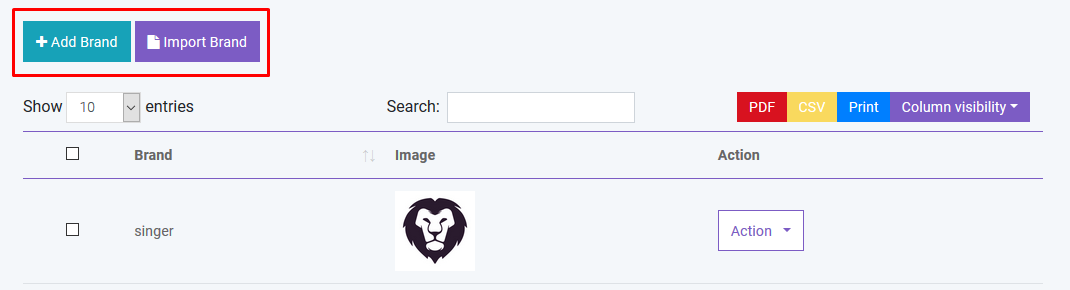 Add Brand Import Brand
Show 10 entries Search: PDF CSV Print Column visibility
Brand Image Action
singer Action